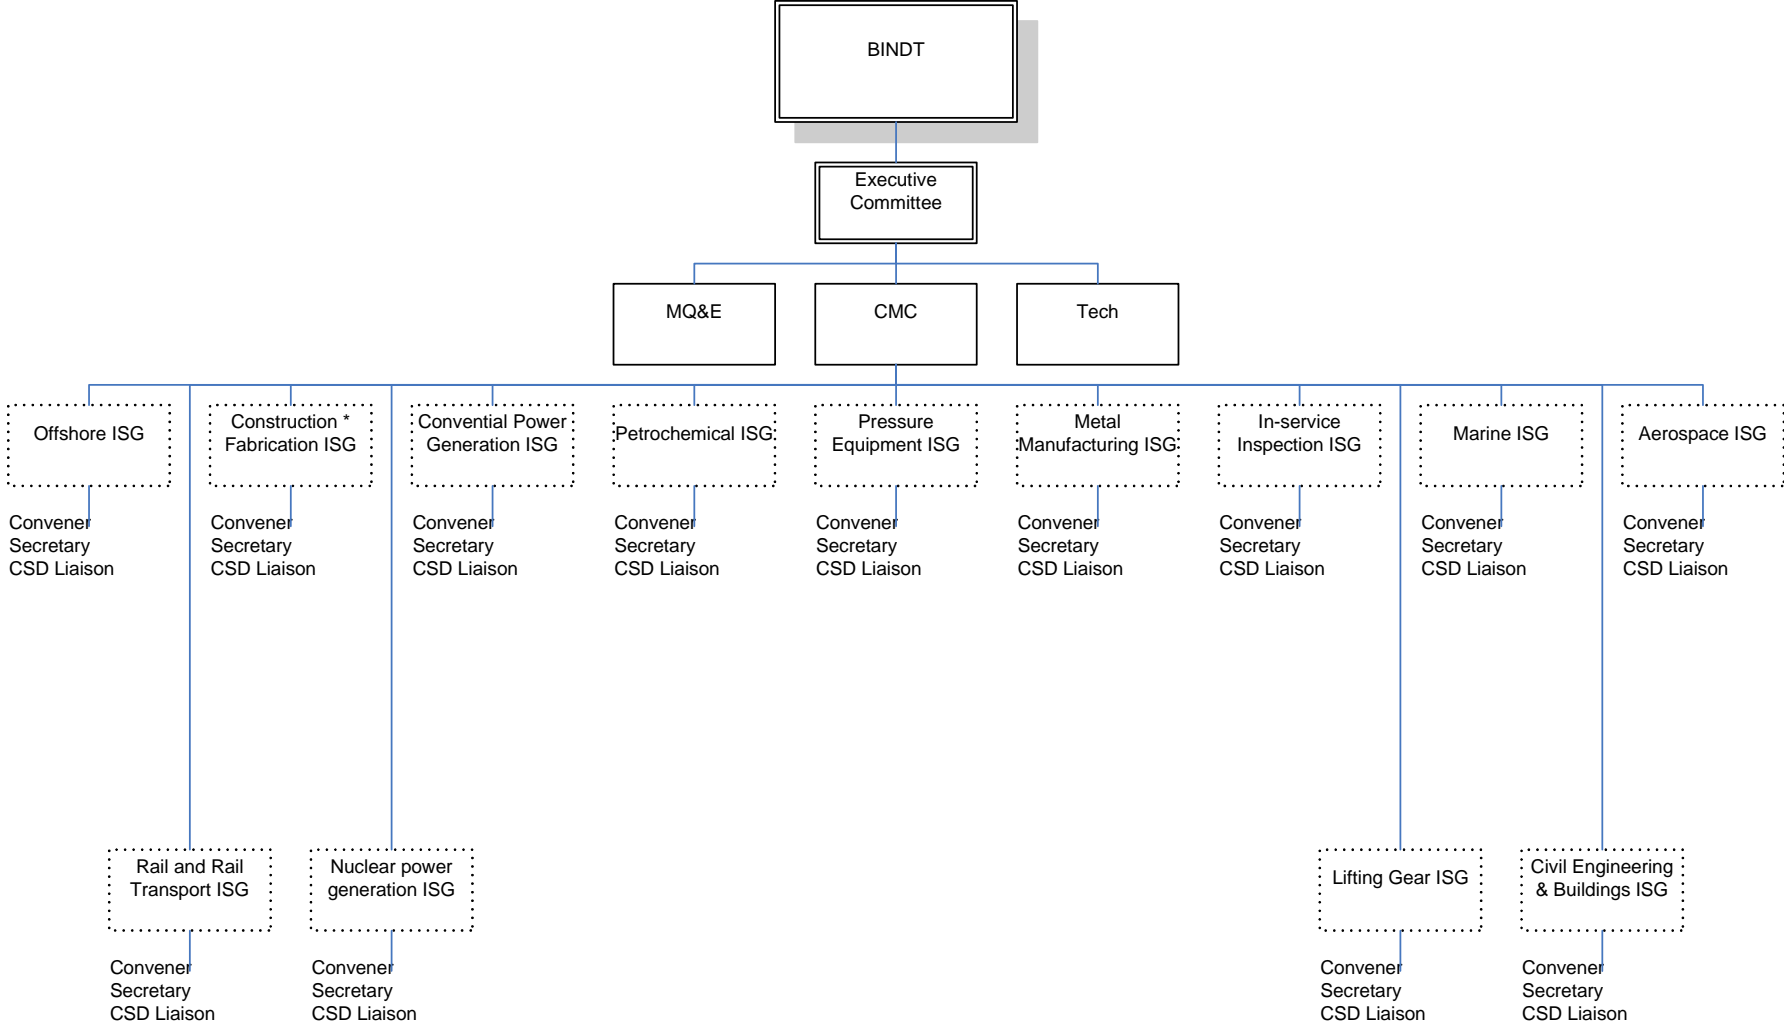 BINDT
Executive
Committee
MQ&E
CMC
Tech
Offshore ISG
Construction *
Fabrication ISG
Convential Power
Generation ISG
Petrochemical ISG
Pressure
Equipment ISG
Metal
Manufacturing ISG
In-service
Inspection ISG
Marine ISG
Aerospace ISG
Convener
Secretary
CSD Liaison
Convener
Secretary
CSD Liaison
Convener
Secretary
CSD Liaison
Convener
Secretary
CSD Liaison
Convener
Secretary
CSD Liaison
Convener
Secretary
CSD Liaison
Convener
Secretary
CSD Liaison
Convener
Secretary
CSD Liaison
Convener
Secretary
CSD Liaison
Rail and Rail
Transport ISG
Nuclear power
generation ISG
Lifting Gear ISG
Civil Engineering
& Buildings ISG
Convener
Secretary
CSD Liaison
Convener
Secretary
CSD Liaison
Convener
Secretary
CSD Liaison
Convener
Secretary
CSD Liaison